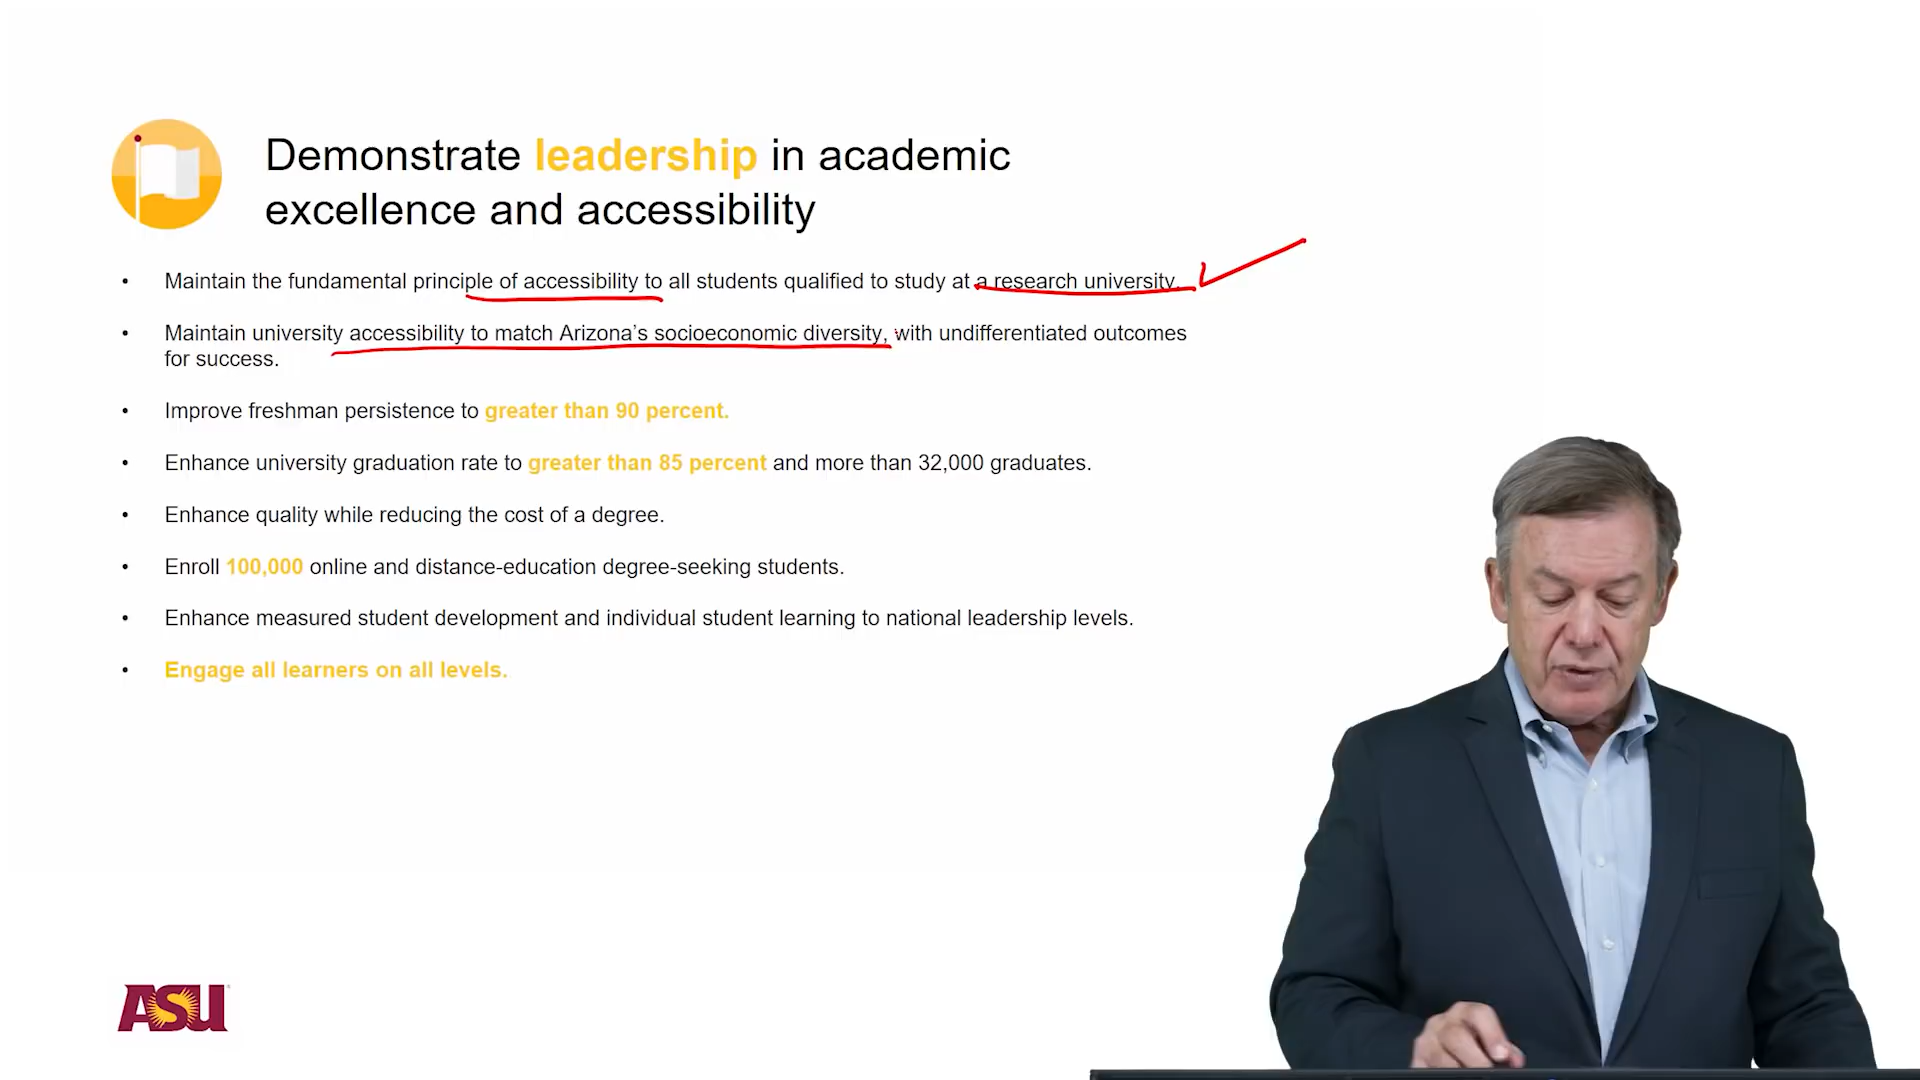 Demonstrate leadership in academic
excellence and accessibility
• Maintain the fundamental principle of accessibility to all students qualified to study at a research university.
• Maintain university accessibility to match Arizona’s socioeconomic diversity, with undifferentiated outcomes
for success.
• Improve freshman persistence to greater than 90 percent.
• Enhance university graduation rate to greater than 85 percent and more than 32,000 graduates.
• Enhance quality while reducing the cost of a degree.
• Enroll 100,000 online and distance-education degree-seeking students.
• Enhance measured student development and individual student learning to national leadership levels.
• Engage all learners on all levels.
ASU